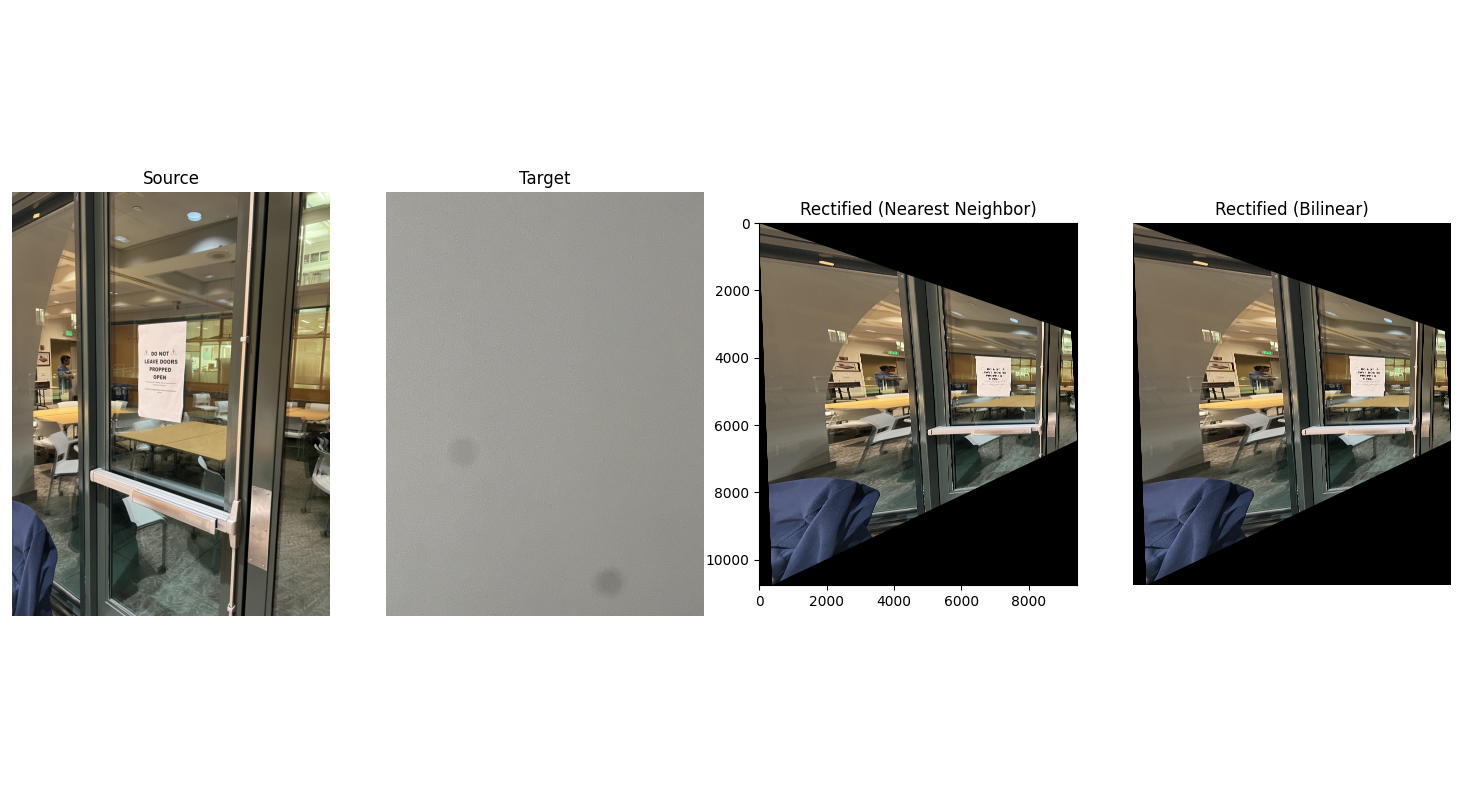 Source
Target
Rectified (Nearest Neighbor)
Rectified (Bilinear)
DO NOT
LEAVE DOORS
PROPPED
OPEN
0
2000
4000
6000
8000
10000
0
2000
4000
6000
8000